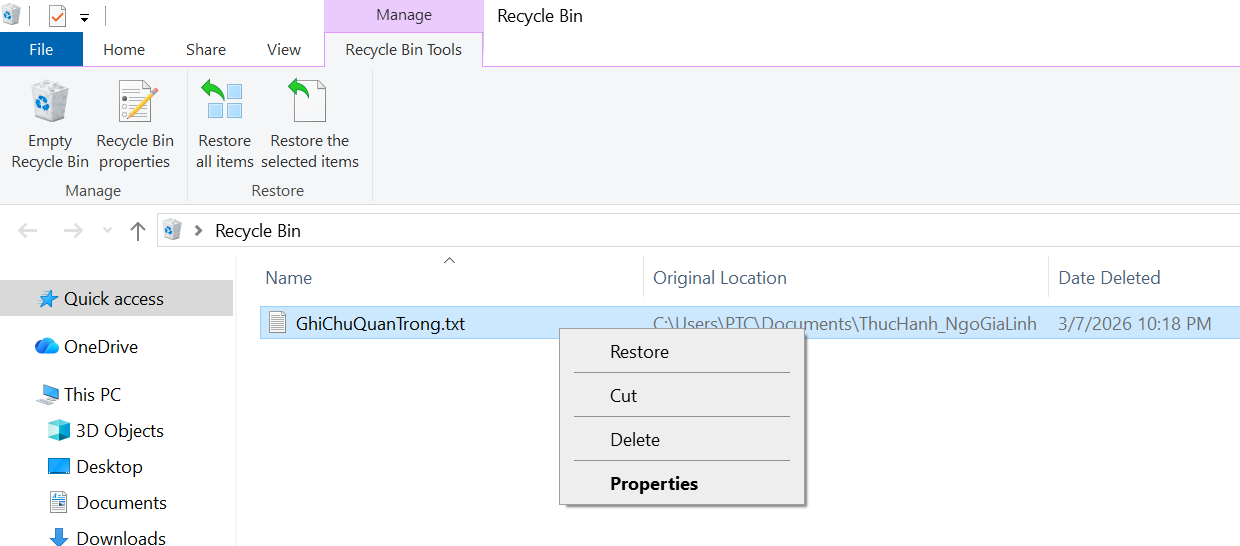 Manage
Recycle Bin
File
Home
Share
View
Recycle Bin Tools
Empty
Recycle Bin
Recycle Bin
properties
Restore
all items
Restore the
selected items
Manage
Restore
Recycle Bin
Name
Original Location
Date Deleted
Quick access
GhiChuQuanTrong.txt
C:\Users\PTC\Documents\ThucHanh_NgoGiaLinh
3/7/2026 10:18 PM
OneDrive
This PC
3D Objects
Desktop
Documents
Downloads
Restore
Cut
Delete
Properties